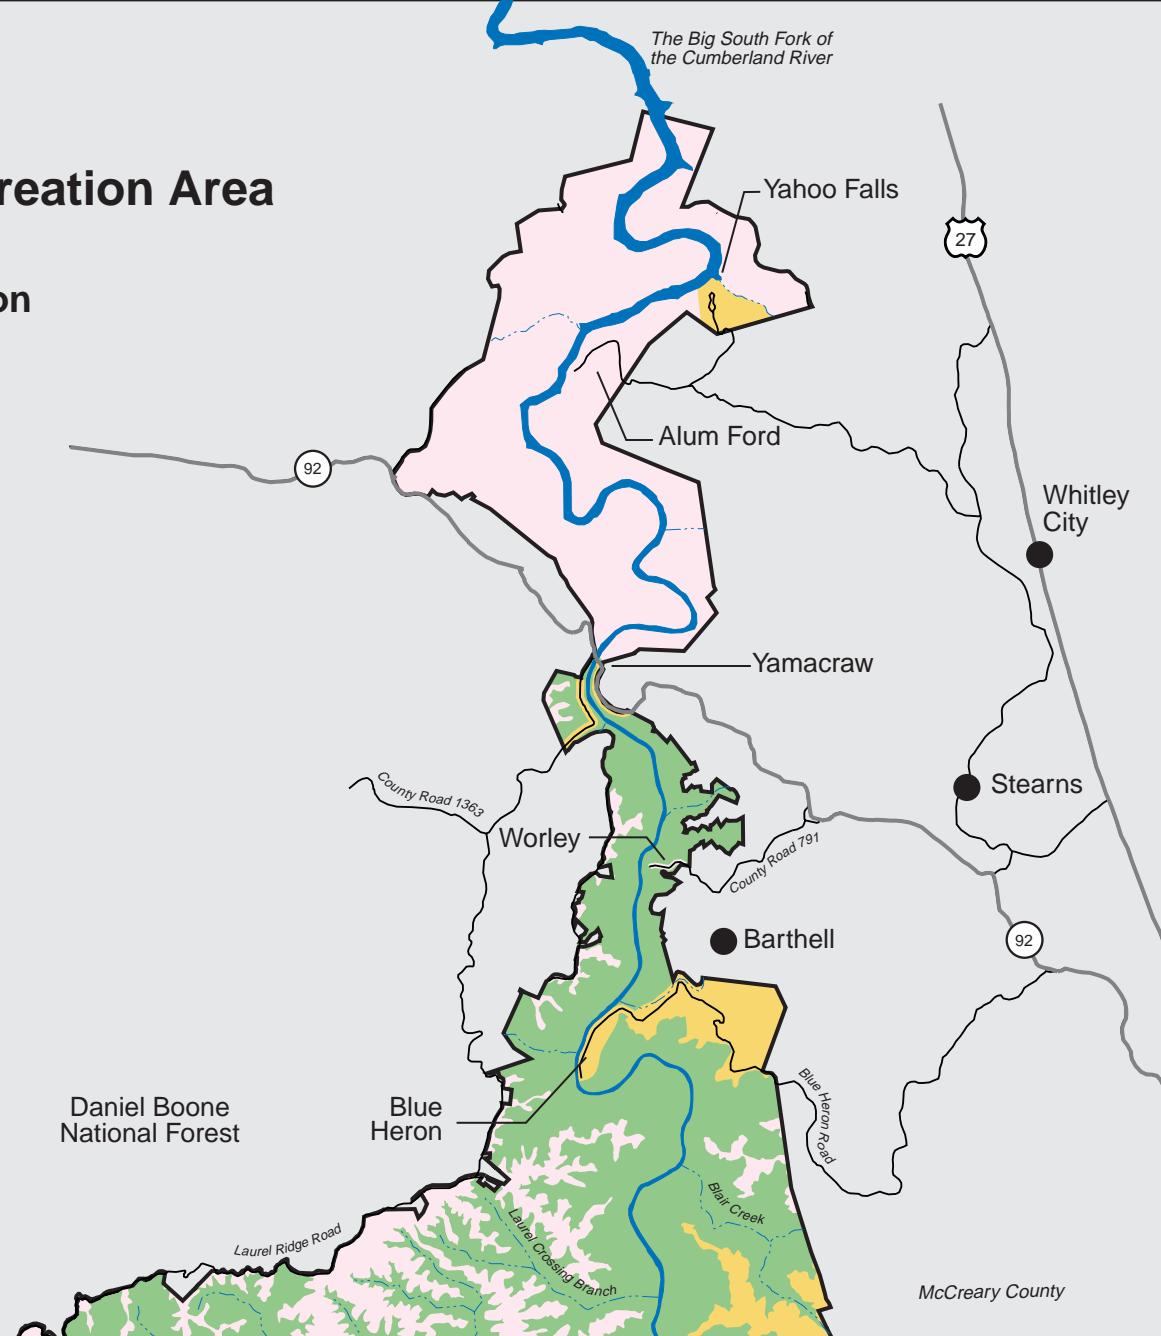 The Big South Fork of
the Cumberland River
reation Area
Yahoo Falls
27
on
Alum Ford
92
Whitley
City
Yamacraw
County Road 1363
Stearns
Worley
County Road 791
Barthell
92
Daniel Boone
National Forest
Blue
Heron
Blue Heron Road
Blair Creek
Laurel Crossing Branch
Laurel Ridge Road
McCreary County